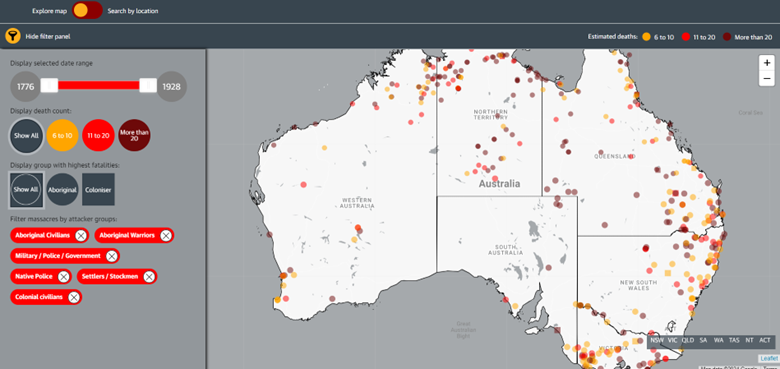 Explore map
Search by location
Hide filter panel
Estimated deaths:
6 to 10
11 to 20
More than 20
Display selected date range
1776
1928
Display death count:
Show All
6 to 10
11 to 20
More than
20
Display group with highest fatalities:
Show All
Aboriginal
Coloniser
Filter massacres by attacker groups:
Aboriginal Civilians
Aboriginal Warriors
Military / Police / Government
Native Police
Settlers / Stockmen
Colonial civilians
+
−
Coral Sea
NORTHERN
TERRITORY
QUEENSLAND
Australia
WESTERN
AUSTRALIA
SOUTH
AUSTRALIA
NEW SOUTH
WALES
Great
Australian
Bight
NSW VIC QLD SA WA TAS NT ACT
VICTORIA
Leaflet